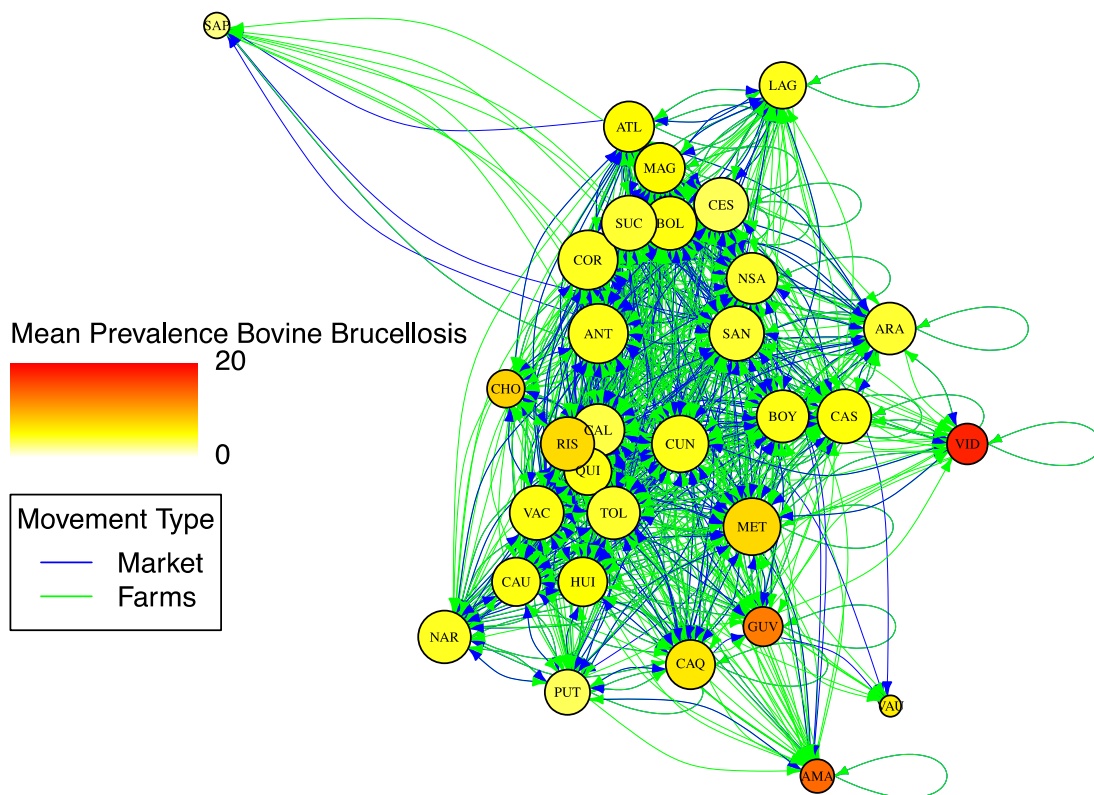 SAP
LAG
ATL
MAG
CES
SUC
BOL
COR
NSA
ARA
ANT
SAN
Mean Prevalence Bovine Brucellosis
20
0
CHO
CAL
BOY
CAS
RIS
CUN
VID
QUI
VAC
TOL
MET
Movement Type
Market
Farms
CAU
HUI
GUV
NAR
CAQ
PUT
VAU
AMA